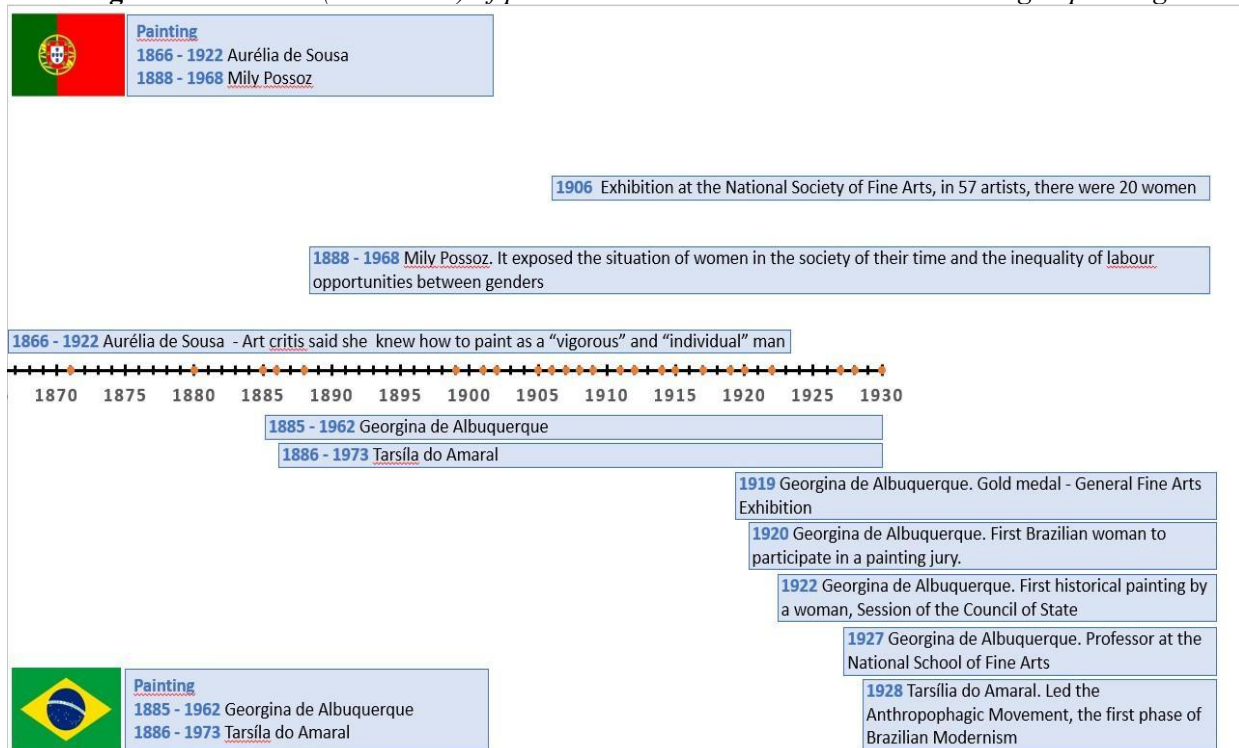 Painting
1866 - 1922 Aurélia de Sousa
1888 - 1968 Mily Possoz
1906 Exhibition at the National Society of Fine Arts, in 57 artists, there were 20 women
1888 - 1968 Mily Possoz. It exposed the situation of women in the society of their time and the inequality of labour
opportunities between genders
1866 - 1922 Aurélia de Sousa - Art critis said she knew how to paint as a “vigorous” and “individual” man
1870 1875 1880 1885 1890 1895 1900 1905 1910 1915 1920 1925 1930
1885 - 1962 Georgina de Albuquerque
1886 - 1973 Tarsíla do Amaral
1919 Georgina de Albuquerque. Gold medal - General Fine Arts
Exhibition
1920 Georgina de Albuquerque. First Brazilian woman to
participate in a painting jury.
1922 Georgina de Albuquerque. First historical painting by
a woman, Session of the Council of State
1927 Georgina de Albuquerque. Professor at the
National School of Fine Arts
1928 Tarsília do Amaral. Led the
Anthropophagic Movement, the first phase of
Brazilian Modernism
Painting
1885 - 1962 Georgina de Albuquerque
1886 - 1973 Tarsíla do Amaral